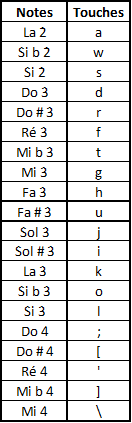 Notes Touches
La 2 a
Si b 2 w
Si 2 s
Do 3 d
Do # 3 r
Ré 3 f
Mi b 3 t
Mi 3 g
Fa 3 h
Fa # 3 u
Sol 3 j
Sol # 3 i
La 3 k
Si b 3 o
Si 3 l
Do 4 ;
Do # 4 [
Ré 4 '
Mi b 4 ]
Mi 4 \